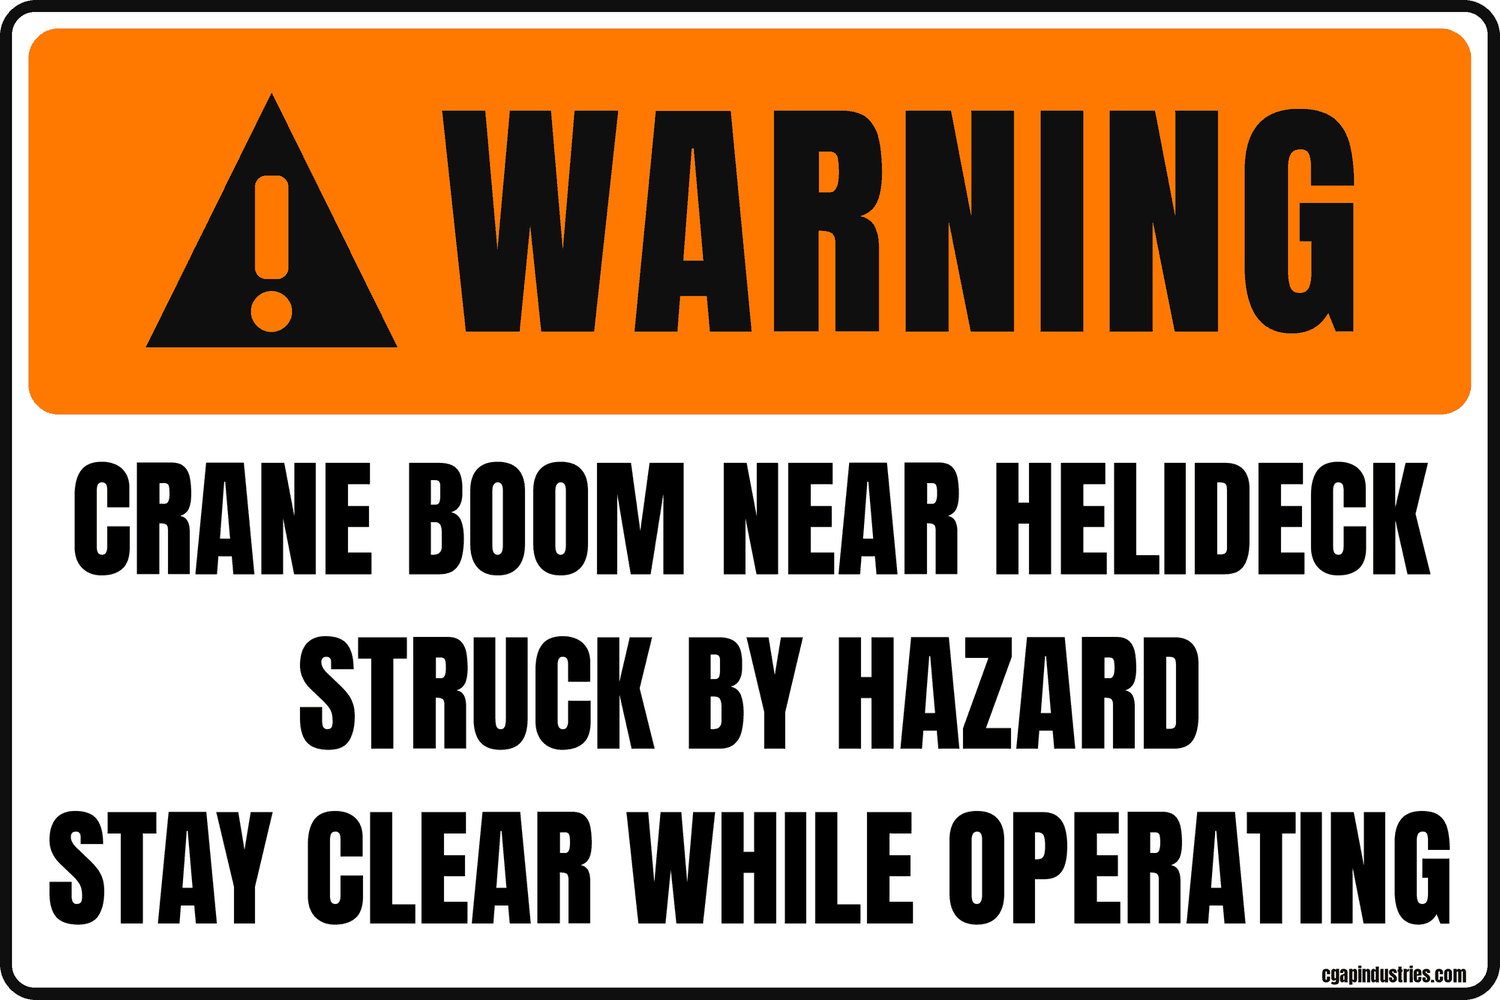 WARNING
CRANE BOOM NEAR HELIDECK
STRUCK BY HAZARD
STAY CLEAR WHILE OPERATING
cgapindustries.com